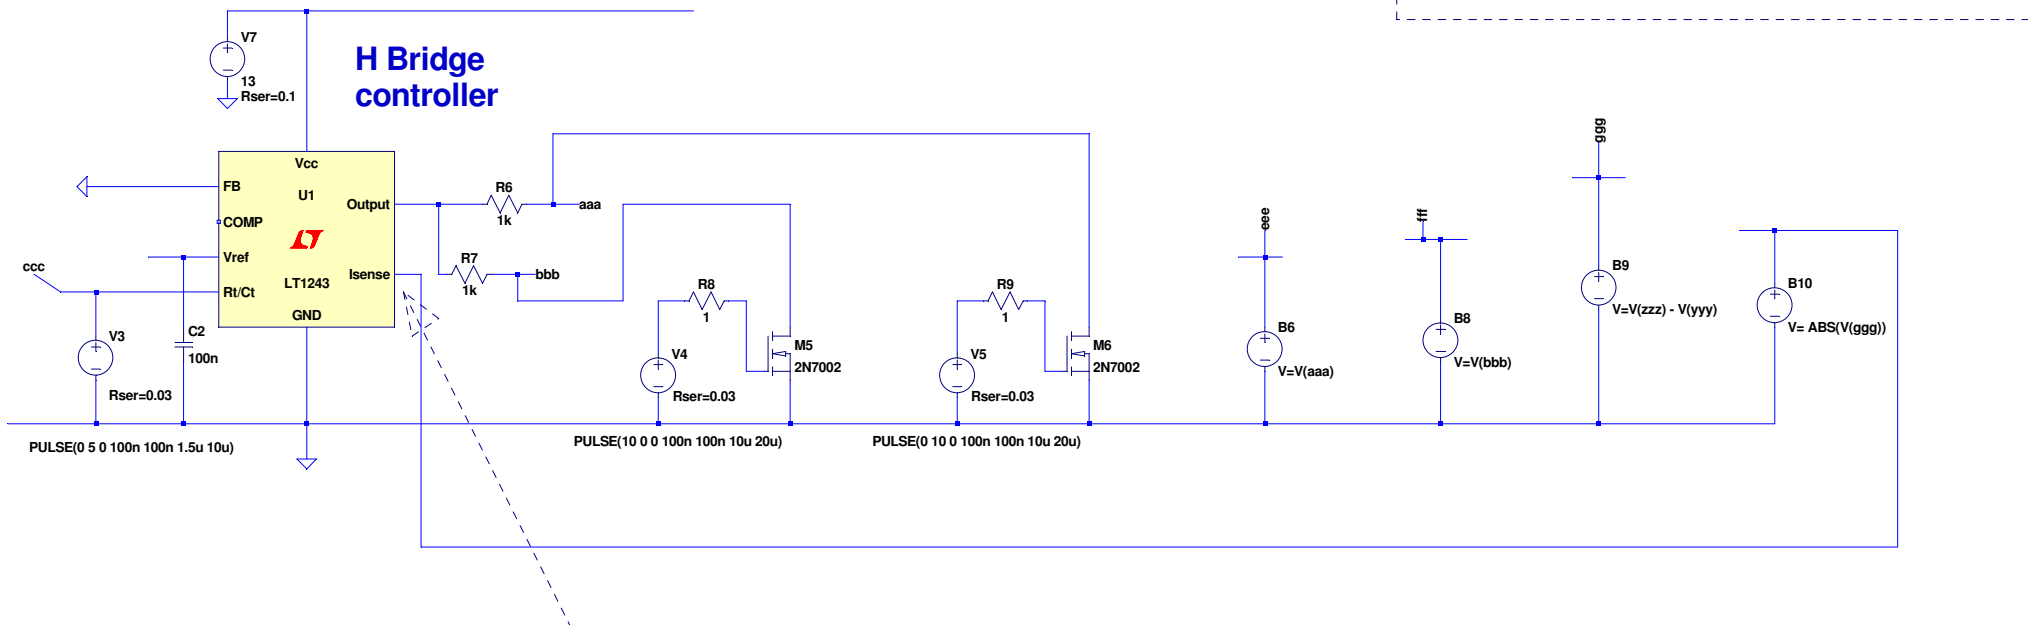 V7
13
Rser=0.1
H Bridge
controller
Vcc
FB
U1
Output
COMP
Vref
Isense
LT1243
Rt/Ct
GND
ccc
V3
Rser=0.03
C2
100n
PULSE(0 5 0 100n 100n 1.5u 10u)
R6
1k
aaa
R7
1k
bbb
R8
1
V4
Rser=0.03
M5
2N7002
PULSE(10 0 0 100n 100n 10u 20u)
R9
1
V5
Rser=0.03
M6
2N7002
PULSE(0 10 0 100n 100n 10u 20u)
eee
B6
V=V(aaa)
fff
B8
V=V(bbb)
ggg
B9
V=V(zzz) - V(yyy)
B10
V= ABS(V(ggg))